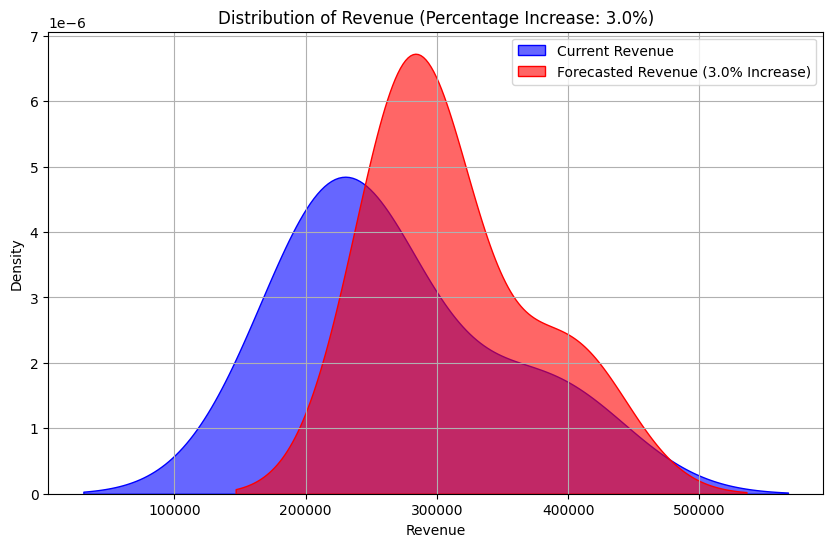 Distribution of Revenue (Percentage Increase: 3.0%)
1e−6
Current Revenue
Forecasted Revenue (3.0% Increase)
7
6
5
4
3
2
1
0
Density
100000 200000 300000 400000 500000
Revenue